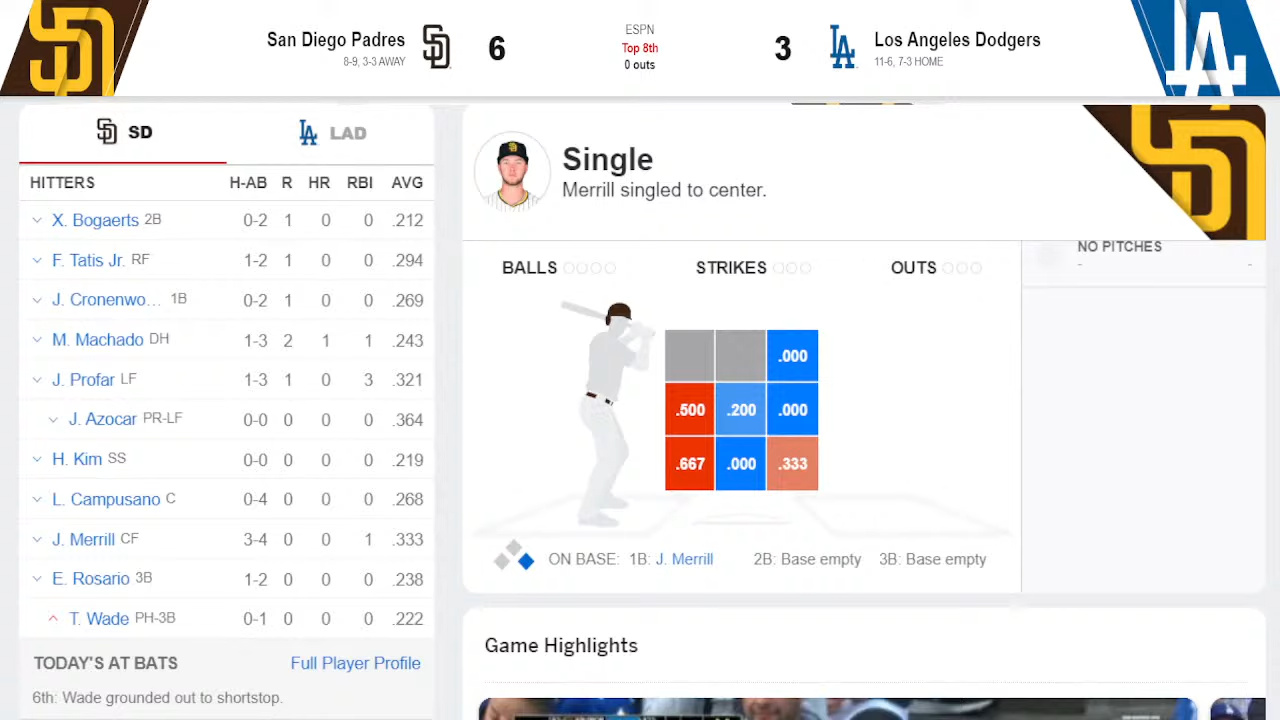 San Diego Padres
8-9, 3-3 AWAY
6
ESPN
Top 8th
0 outs
3
Los Angeles Dodgers
11-6, 7-3 HOME
SD
LAD
HITTERS H-AB R HR RBI AVG
X. Bogaerts 2B 0-2 1 0 0 .212
F. Tatis Jr. RF 1-2 1 0 0 .294
J. Cronenwo... 1B 0-2 1 0 0 .269
M. Machado DH 1-3 2 1 1 .243
J. Profar LF 1-3 1 0 3 .321
J. Azocar PR-LF 0-0 0 0 0 .364
H. Kim SS 0-0 0 0 0 .219
L. Campusano C 0-4 0 0 0 .268
J. Merrill CF 3-4 0 0 1 .333
E. Rosario 3B 1-2 0 0 0 .238
T. Wade PH-3B 0-1 0 0 0 .222
TODAY'S AT BATS Full Player Profile
6th: Wade grounded out to shortstop.
Single
Merrill singled to center.
BALLS STRIKES OUTS
NO PITCHES
- -
.000
.500 .200 .000
.667 .000 .333
ON BASE: 1B: J. Merrill 2B: Base empty 3B: Base empty
Game Highlights